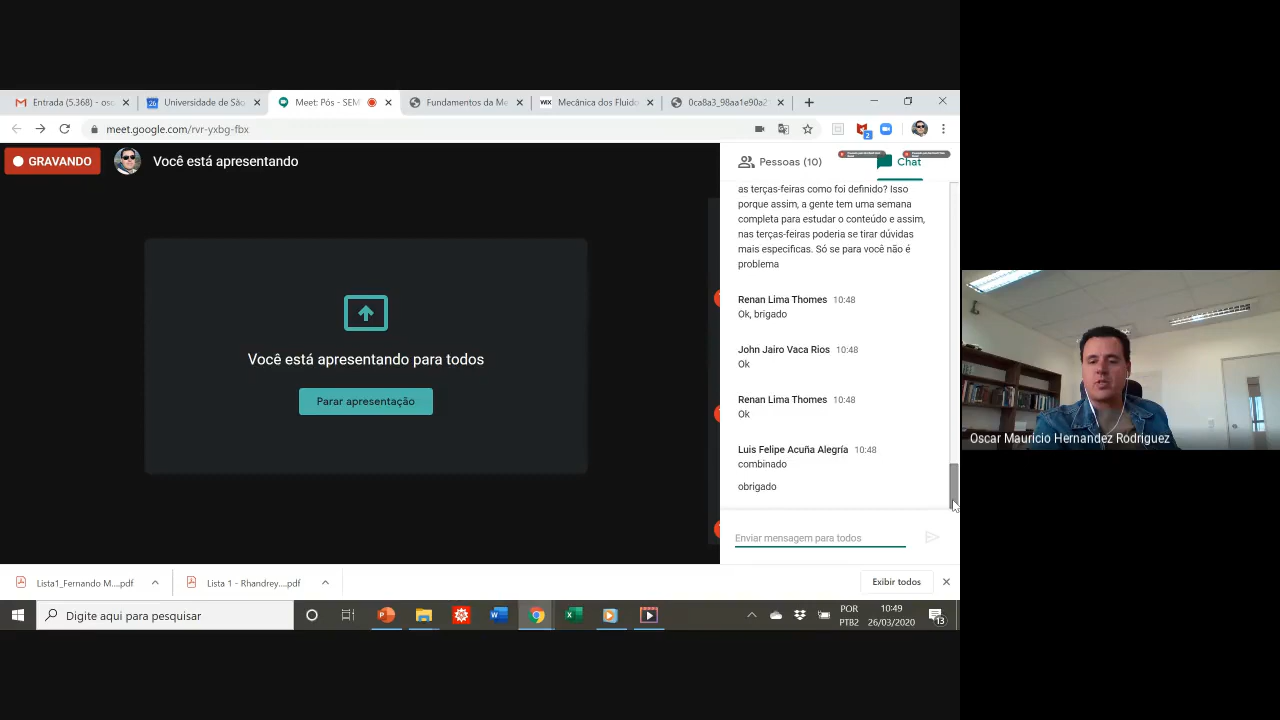 Entrada (5.368) - osc
Universidade de São
Meet: Pós - SEM
Fundamentos da Me
WIX Mecânica dos Fluido
0ca8a3_98aa1e90a2
meet.google.com/rvr-yxbg-fbx
GRAVANDO
Você está apresentando
Pessoas (10)
Chat
as terças-feiras como foi definido? Isso
porque assim, a gente tem uma semana
completa para estudar o conteúdo e assim,
nas terças-feiras poderia se tirar dúvidas
mais especificas. Só se para você não é
problema
Renan Lima Thomes 10:48
Ok, brigado
John Jairo Vaca Rios 10:48
Ok
Renan Lima Thomes 10:48
Ok
Luis Felipe Acuña Alegría 10:48
combinado
obrigado
Enviar mensagem para todos
Você está apresentando para todos
Parar apresentação
Oscar Mauricio Hernandez Rodriguez
Lista1_Fernando M....pdf
Lista 1 - Rhandrey....pdf
Exibir todos
Digite aqui para pesquisar
POR
PTB2
10:49
26/03/2020
13